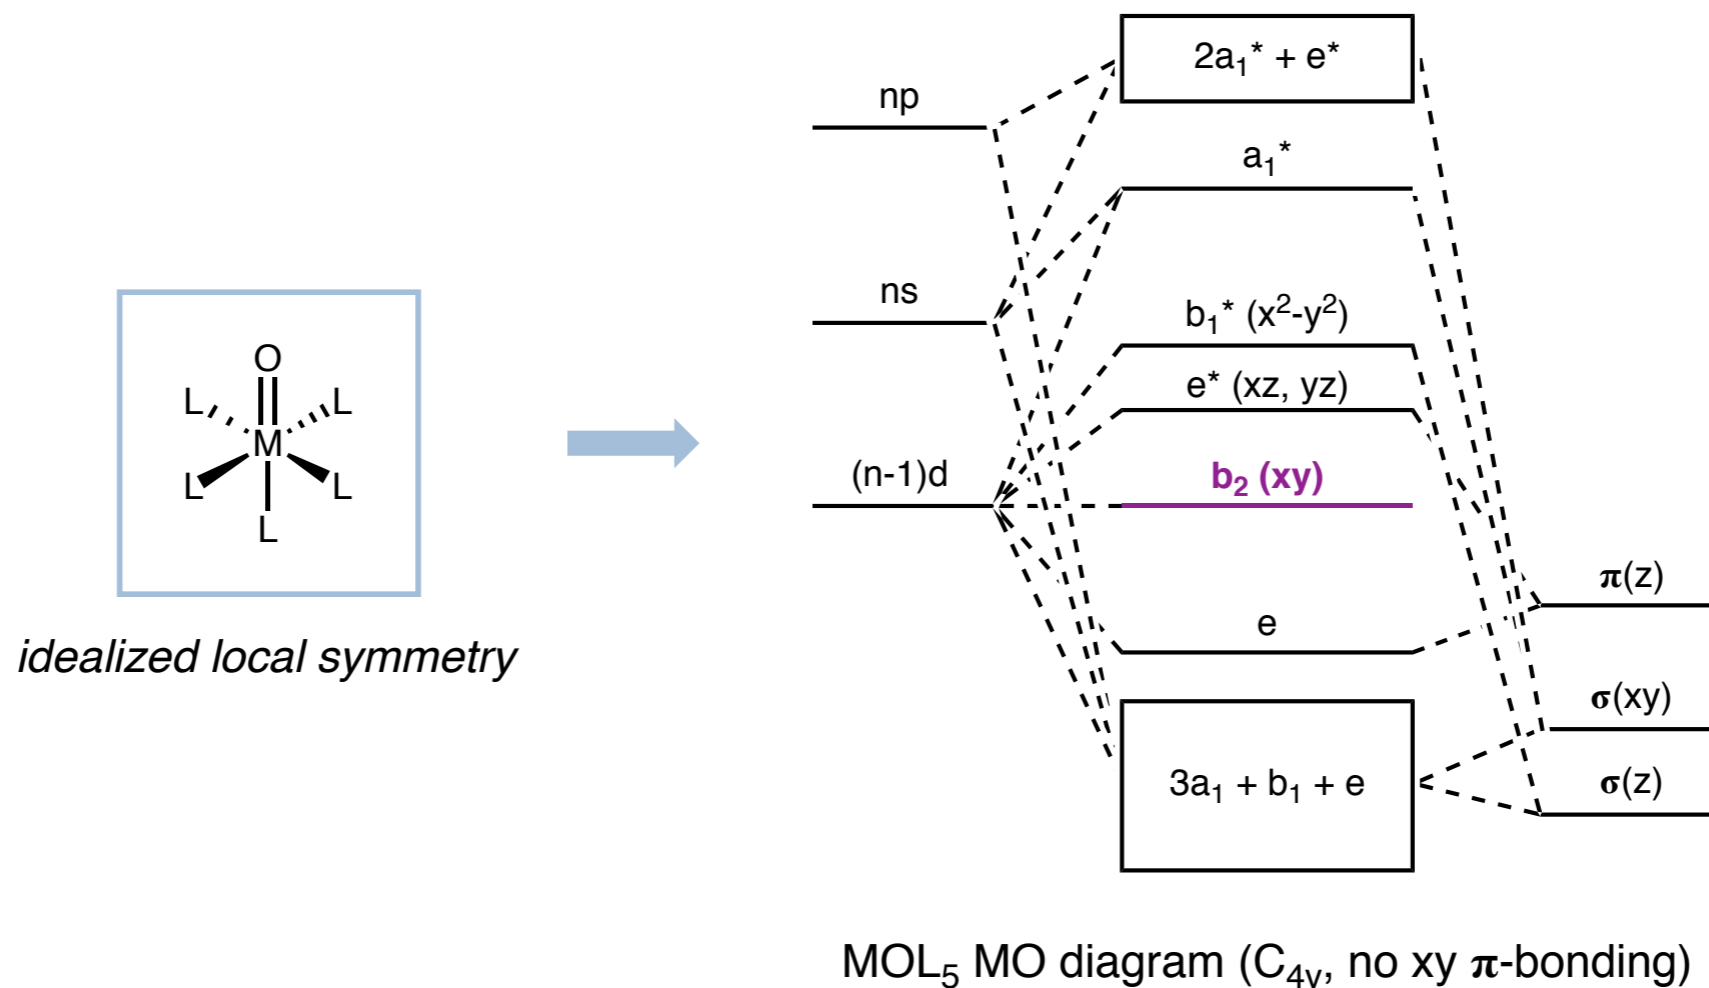 O
L L
M
L L
L
idealized local symmetry
np
ns
(n-1)d
2a₁* + e*
a₁*
b₁* (x²-y²)
e* (xz, yz)
b₂ (xy)
e
3a₁ + b₁ + e
π(z)
σ(xy)
σ(z)
MOL₅ MO diagram (C₄ᵥ, no xy π-bonding)